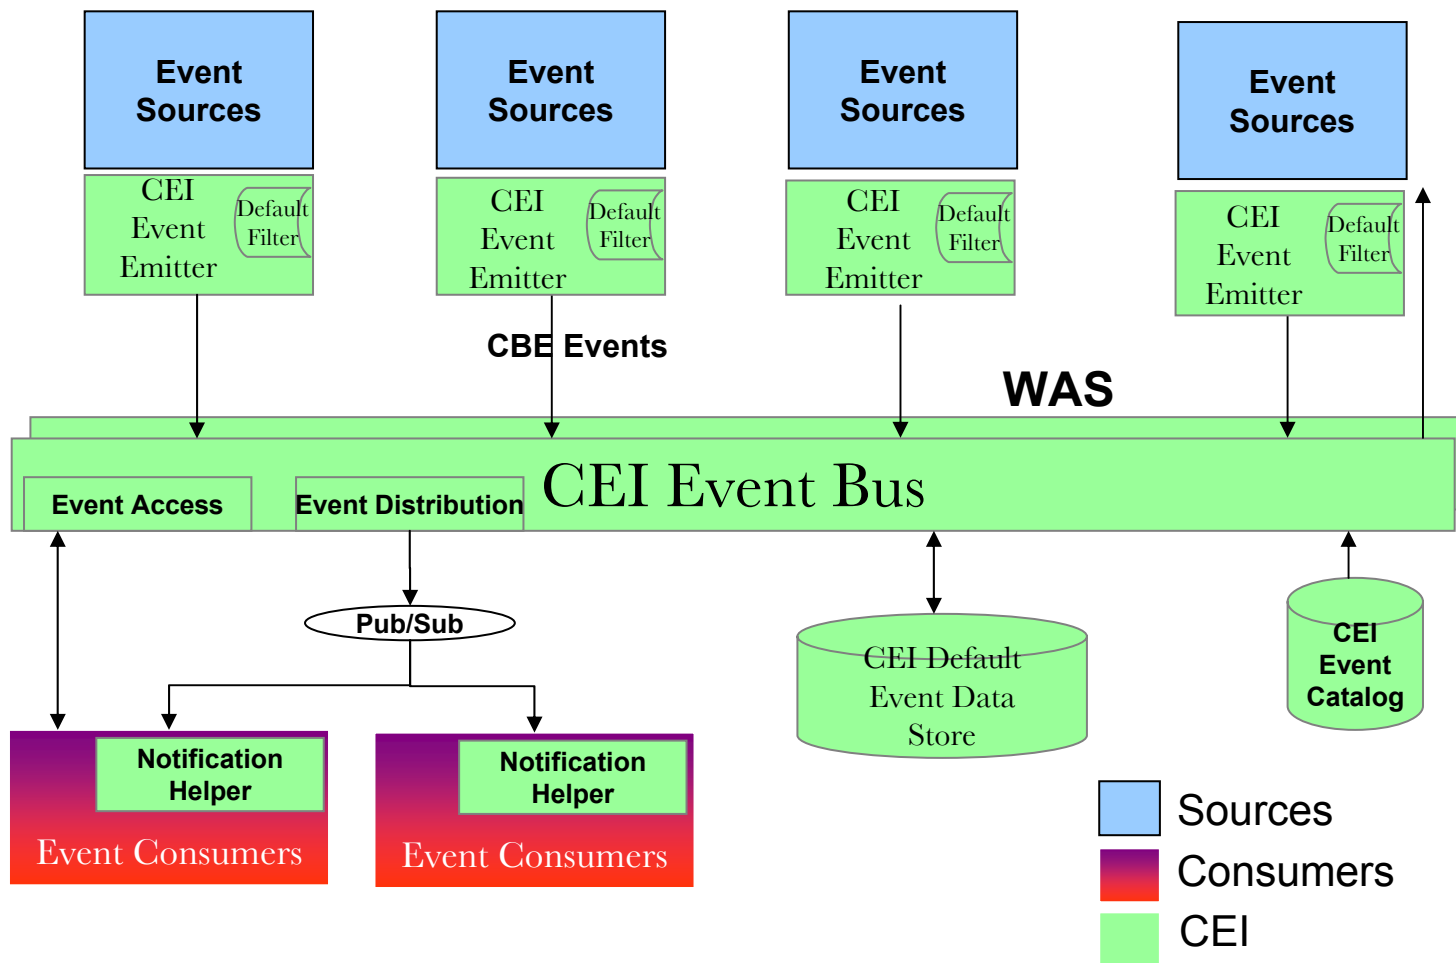 Event
Sources
Event
Sources
Event
Sources
Event
Sources
CEI
Event
Emitter
Default
Filter
CEI
Event
Emitter
Default
Filter
CEI
Event
Emitter
Default
Filter
CEI
Event
Emitter
Default
Filter
CBE Events
WAS
CEI Event Bus
Event Access
Event Distribution
Pub/Sub
CEI Default
Event Data
Store
CEI
Event
Catalog
Notification
Helper
Event Consumers
Notification
Helper
Event Consumers
Sources
Consumers
CEI